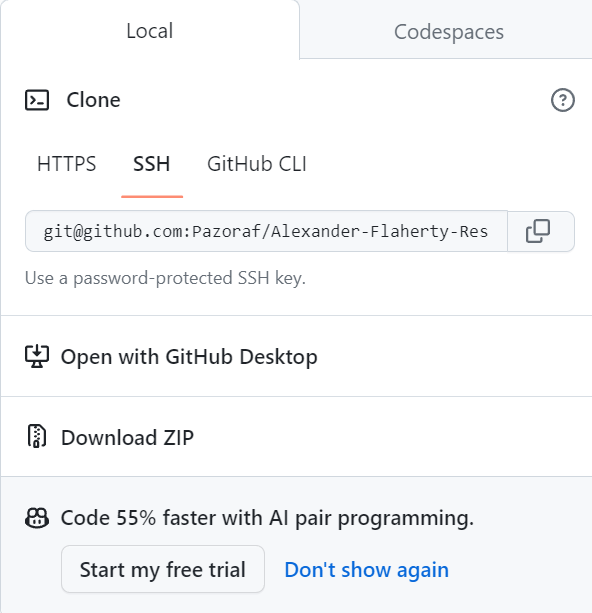 Local Codespaces
Clone
HTTPS SSH GitHub CLI
git@github.com:Pazoraf/Alexander-Flaherty-Res
Use a password-protected SSH key.
Open with GitHub Desktop
Download ZIP
Code 55% faster with AI pair programming.
Start my free trial Don't show again